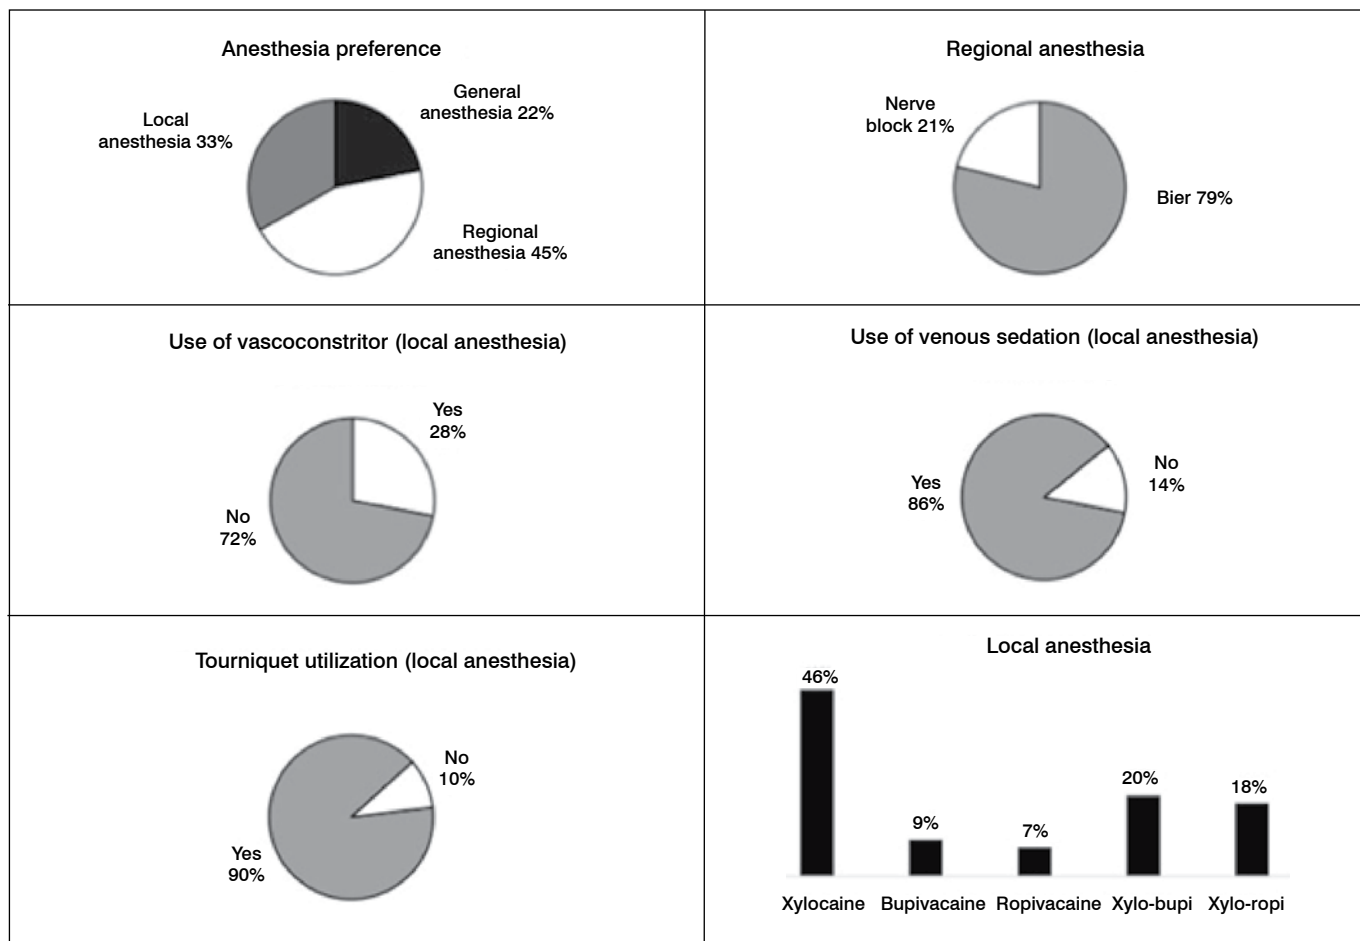 Anesthesia preference
General
anesthesia 22%
Local
anesthesia 33%
Regional
anesthesia 45%
Regional anesthesia
Nerve
block 21%
Bier 79%
Use of vascoconstritor (local anesthesia)
Yes
28%
No
72%
Use of venous sedation (local anesthesia)
No
14%
Yes
86%
Tourniquet utilization (local anesthesia)
No
10%
Yes
90%
Local anesthesia
46%
9%
7%
20%
18%
Xylocaine Bupivacaine Ropivacaine Xylo-bupi Xylo-ropi